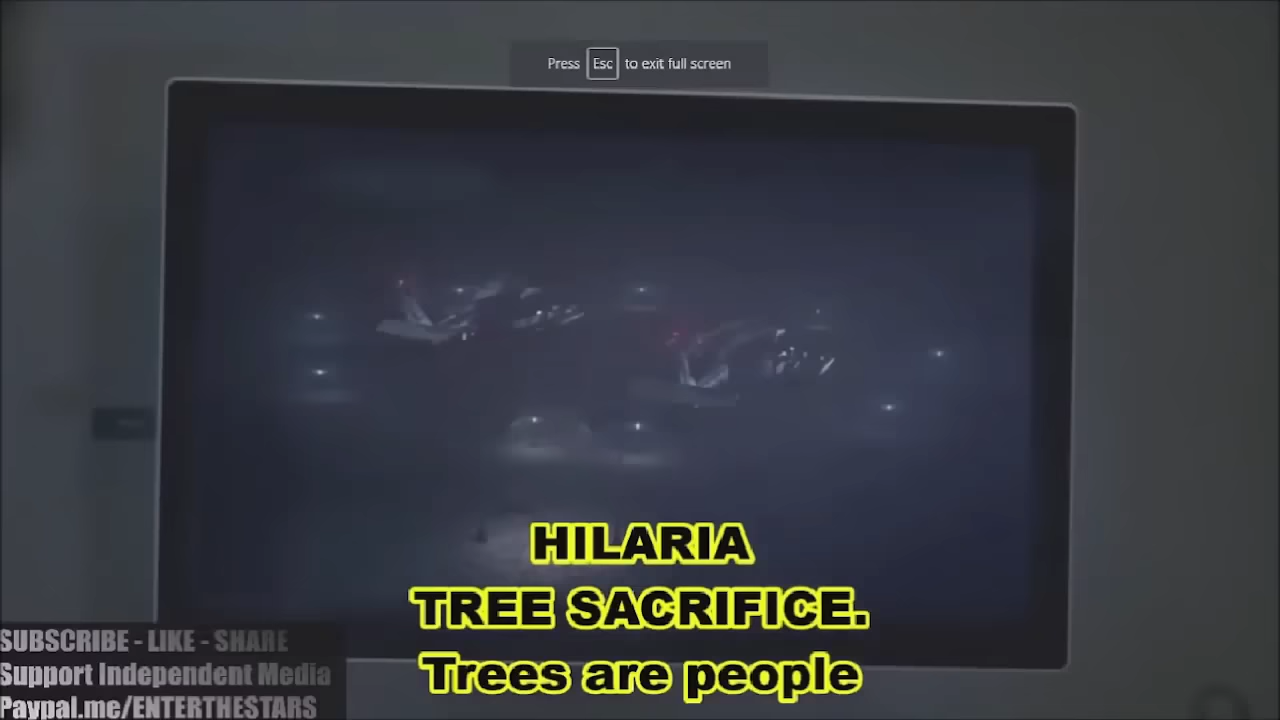 Press Esc to exit full screen
HILARIA
TREE SACRIFICE.
Trees are people
SUBSCRIBE - LIKE - SHARE
Support Independent Media
Paypal.me/ENTERTHESTARS